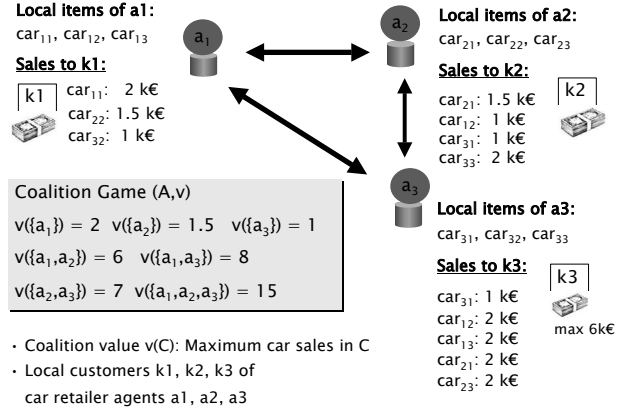 Local items of a1:
car₁₁, car₁₂, car₁₃
Sales to k1:
k1
car₁₁: 2 k€
car₂₂: 1.5 k€
car₃₂: 1 k€
a₁
a₂
Local items of a2:
car₂₁, car₂₂, car₂₃
Sales to k2:
car₂₁: 1.5 k€
car₁₂: 1 k€
car₃₁: 1 k€
car₃₃: 2 k€
k2
a₃
Local items of a3:
car₃₁, car₃₂, car₃₃
Sales to k3:
car₃₁: 1 k€
car₁₂: 2 k€
car₁₃: 2 k€
car₂₁: 2 k€
car₂₃: 2 k€
k3
max 6k€
Coalition Game (A,v)
v({a₁}) = 2 v({a₂}) = 1.5 v({a₃}) = 1
v({a₁,a₂}) = 6 v({a₁,a₃}) = 8
v({a₂,a₃}) = 7 v({a₁,a₂,a₃}) = 15
• Coalition value v(C): Maximum car sales in C
• Local customers k1, k2, k3 of
car retailer agents a1, a2, a3